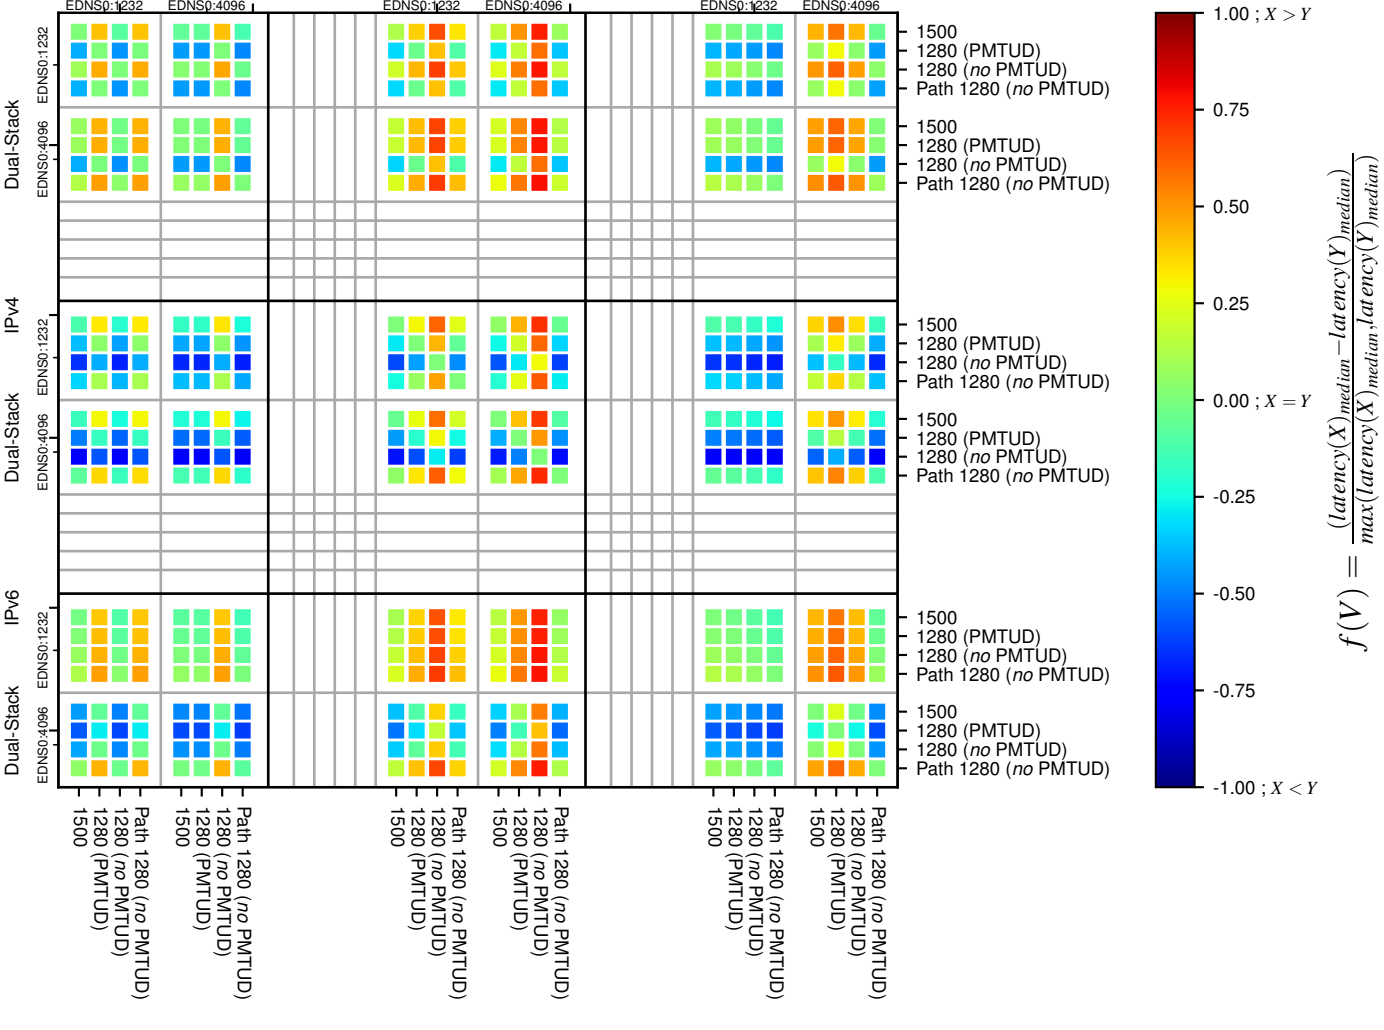 EDNS0:1232 EDNS0:4096 EDNS0:1232 EDNS0:4096 EDNS0:1232 EDNS0:4096
Dual-Stack
EDNS0:1232
EDNS0:4096
1500
1280 (PMTUD)
1280 (no PMTUD)
Path 1280 (no PMTUD)
1500
1280 (PMTUD)
1280 (no PMTUD)
Path 1280 (no PMTUD)
IPv4
Dual-Stack
EDNS0:1232
EDNS0:4096
1500
1280 (PMTUD)
1280 (no PMTUD)
Path 1280 (no PMTUD)
1500
1280 (PMTUD)
1280 (no PMTUD)
Path 1280 (no PMTUD)
IPv6
Dual-Stack
EDNS0:1232
EDNS0:4096
1500
1280 (PMTUD)
1280 (no PMTUD)
Path 1280 (no PMTUD)
1500
1280 (PMTUD)
1280 (no PMTUD)
Path 1280 (no PMTUD)
1500
1280 (PMTUD)
1280 (no PMTUD)
Path 1280 (no PMTUD)
1500
1280 (PMTUD)
1280 (no PMTUD)
Path 1280 (no PMTUD)
1500
1280 (PMTUD)
1280 (no PMTUD)
Path 1280 (no PMTUD)
1500
1280 (PMTUD)
1280 (no PMTUD)
Path 1280 (no PMTUD)
1500
1280 (PMTUD)
1280 (no PMTUD)
Path 1280 (no PMTUD)
1500
1280 (PMTUD)
1280 (no PMTUD)
Path 1280 (no PMTUD)
1.00 ; X > Y
0.75
0.50
0.25
0.00 ; X = Y
-0.25
-0.50
-0.75
-1.00 ; X < Y
f(V) = (latency(X)median−latency(Y)median)
max(latency(X)median,latency(Y)median)